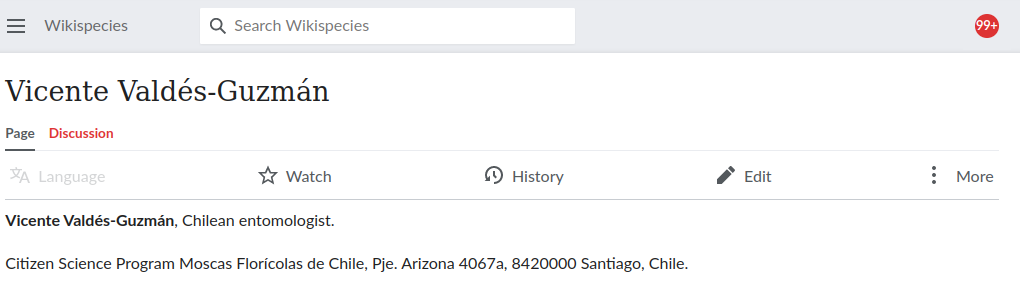 Wikispecies
Search Wikispecies
99+
Vicente Valdés-Guzmán
Page Discussion
Language Watch History Edit More
Vicente Valdés-Guzmán, Chilean entomologist.
Citizen Science Program Moscas Florícolas de Chile, Pje. Arizona 4067a, 8420000 Santiago, Chile.